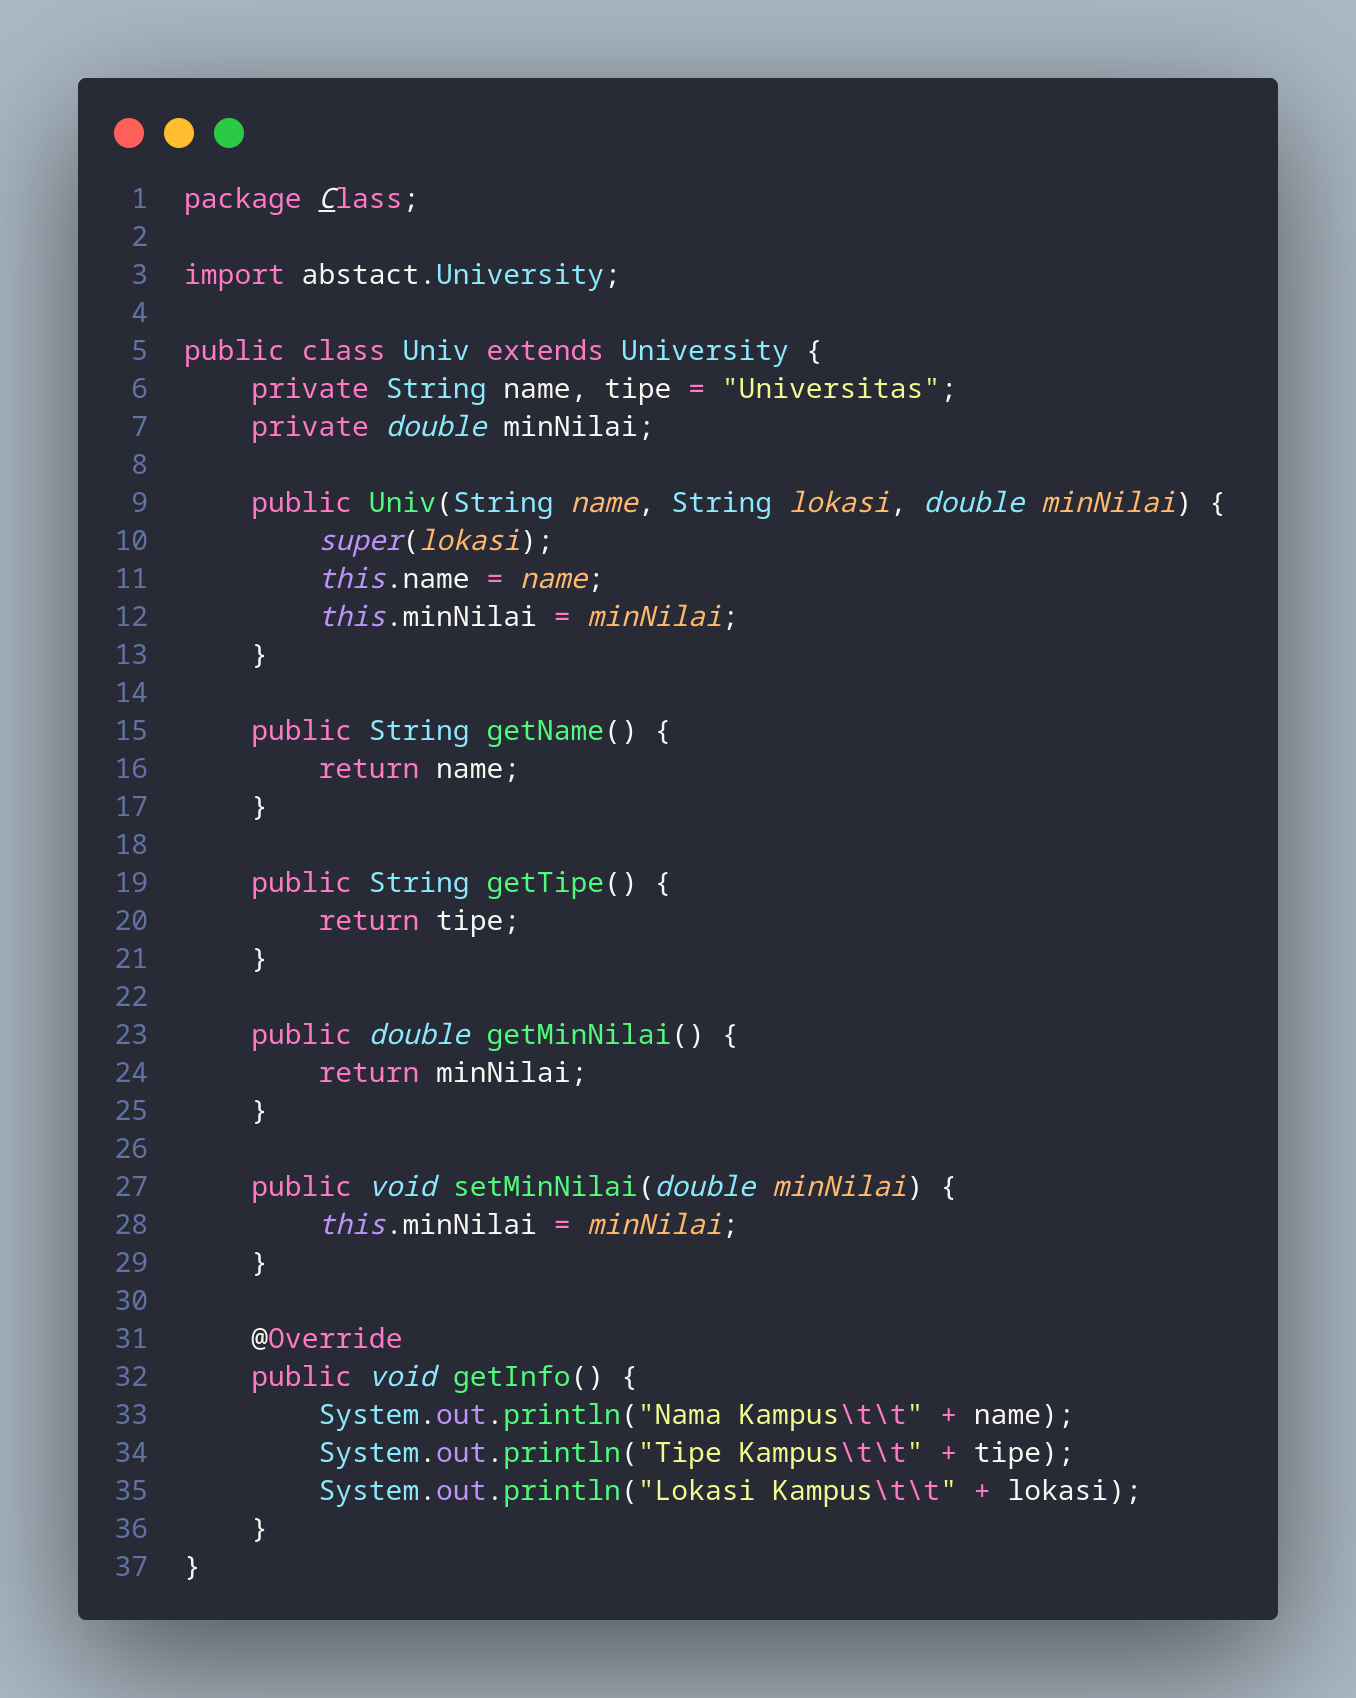 1 package Class;
2
3 import abstact.University;
4
5 public class Univ extends University {
6     private String name, tipe = "Universitas";
7     private double minNilai;
8
9     public Univ(String name, String lokasi, double minNilai) {
10         super(lokasi);
11         this.name = name;
12         this.minNilai = minNilai;
13     }
14
15     public String getName() {
16         return name;
17     }
18
19     public String getTipe() {
20         return tipe;
21     }
22
23     public double getMinNilai() {
24         return minNilai;
25     }
26
27     public void setMinNilai(double minNilai) {
28         this.minNilai = minNilai;
29     }
30
31     @Override
32     public void getInfo() {
33         System.out.println("Nama Kampus\t\t" + name);
34         System.out.println("Tipe Kampus\t\t" + tipe);
35         System.out.println("Lokasi Kampus\t\t" + lokasi);
36     }
37 }